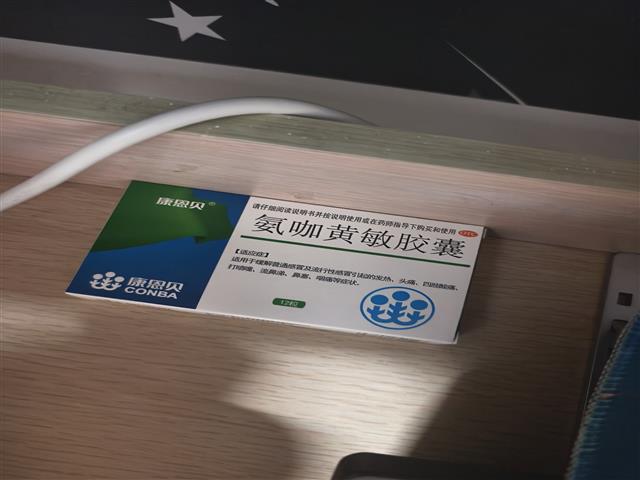 康恩贝®
请仔细阅读说明书并按说明使用或在药师指导下购买和使用
OTC
氨咖黄敏胶囊
【适应症】
适用于缓解普通感冒及流行性感冒引起的发热、头痛、四肢酸痛、
打喷嚏、流鼻涕、鼻塞、咽痛等症状。
12粒
康恩贝
CONBA